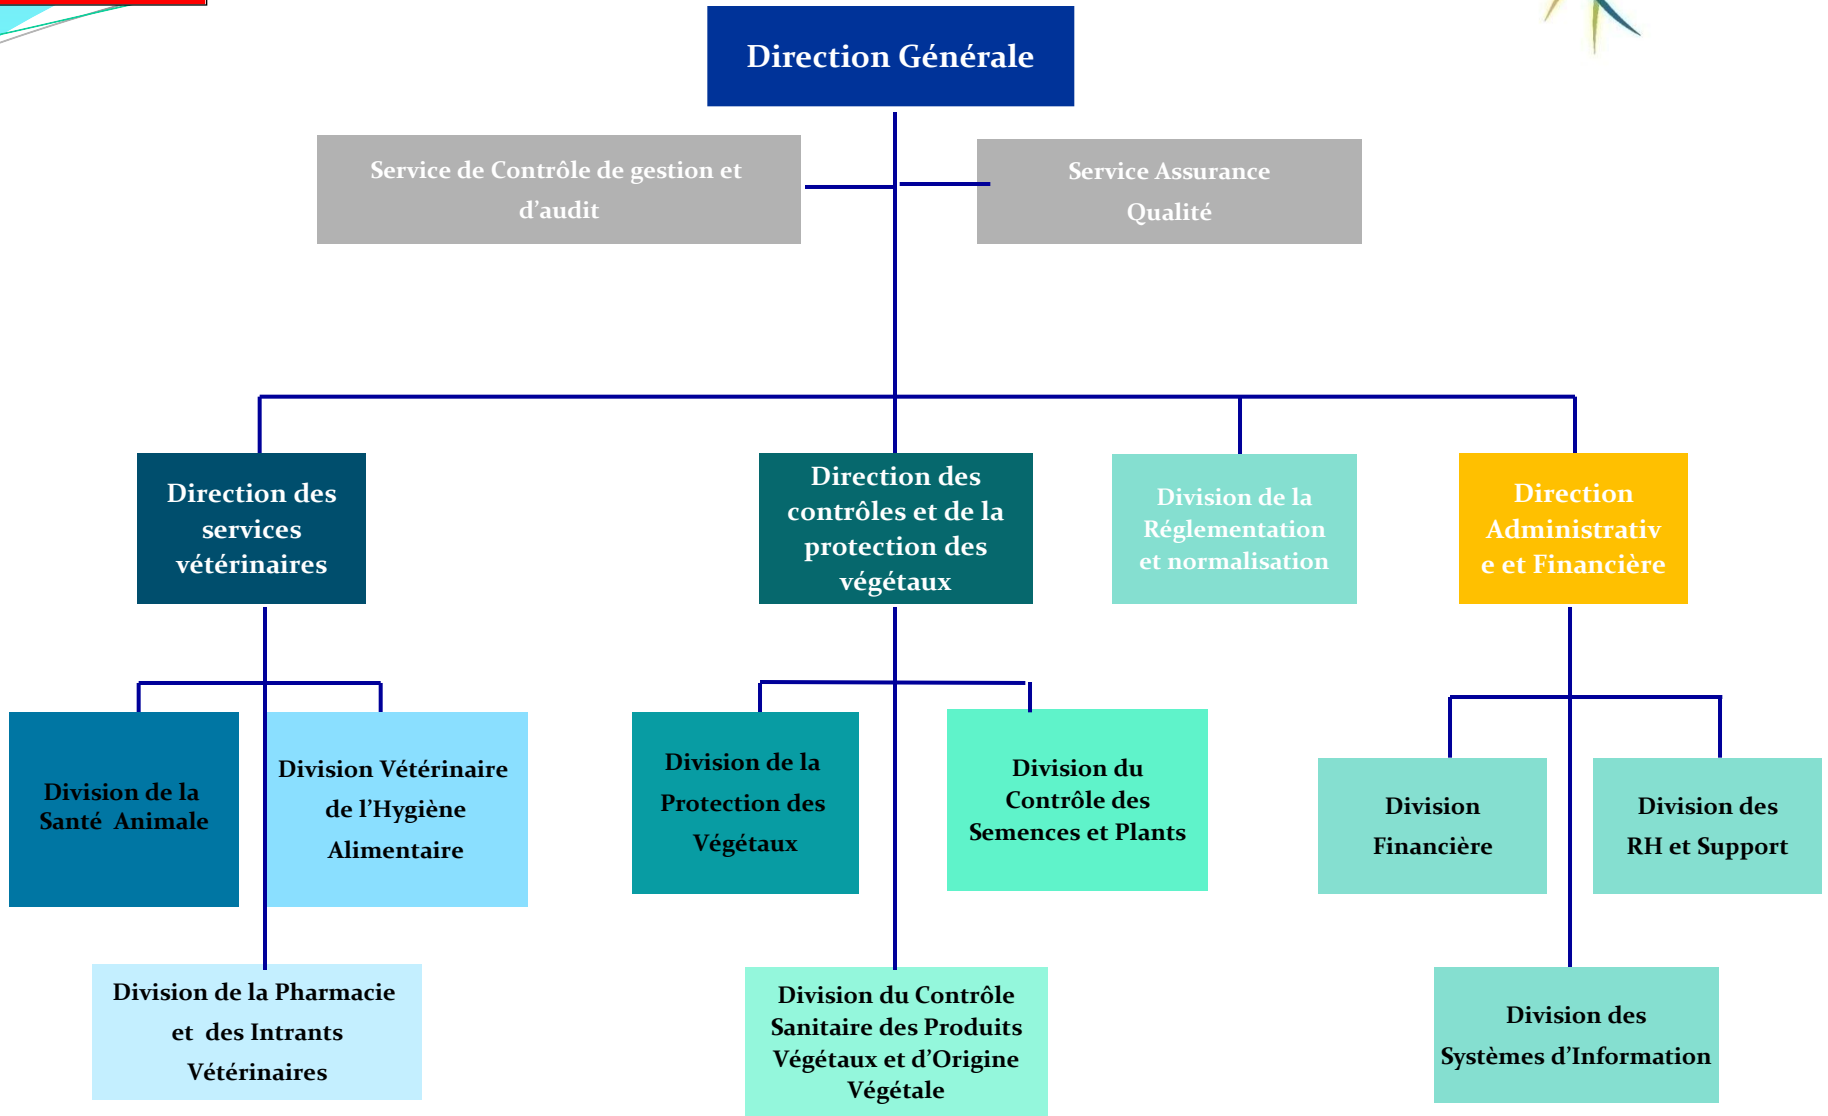 Direction Générale
Service de Contrôle de gestion et
d’audit
Service Assurance
Qualité
Direction des
services
vétérinaires
Direction des
contrôles et de la
protection des
végétaux
Division de la
Réglementation
et normalisation
Direction
Administrativ
e et Financière
Division de la
Santé Animale
Division Vétérinaire
de l’Hygiène
Alimentaire
Division de la
Protection des
Végétaux
Division du
Contrôle des
Semences et Plants
Division
Financière
Division des
RH et Support
Division de la Pharmacie
et des Intrants
Vétérinaires
Division du Contrôle
Sanitaire des Produits
Végétaux et d’Origine
Végétale
Division des
Systèmes d’Information